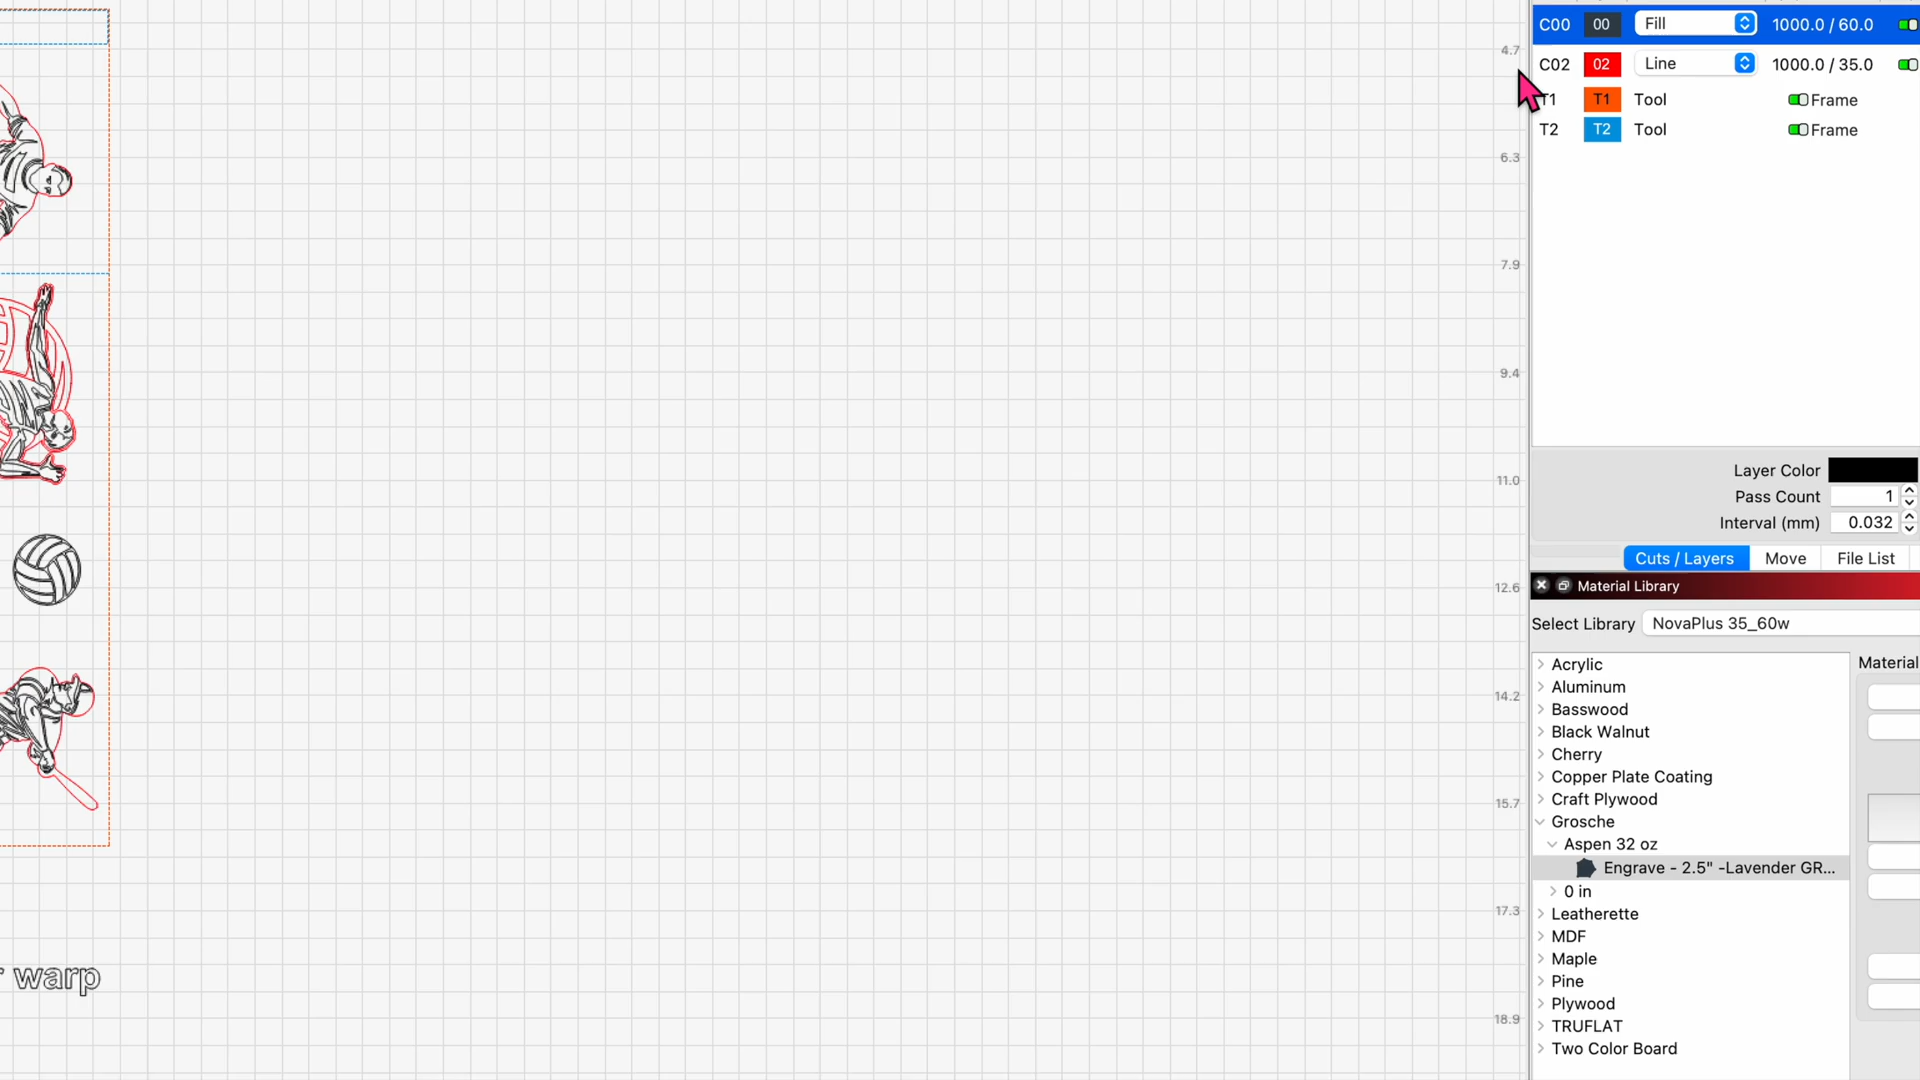 C00 00 Fill 1000.0 / 60.0
C02 02 Line 1000.0 / 35.0
T1 T1 Tool Frame
T2 T2 Tool Frame
4.7
6.3
7.9
9.4
11.0
12.6
14.2
15.7
17.3
18.9
warp
Layer Color
Pass Count 1
Interval (mm) 0.032
Cuts / Layers Move File List
Material Library
Select Library NovaPlus 35_60w
Acrylic
Aluminum
Basswood
Black Walnut
Cherry
Copper Plate Coating
Craft Plywood
Grosche
Aspen 32 oz
Engrave - 2.5" -Lavender GR...
0 in
Leatherette
MDF
Maple
Pine
Plywood
TRUFLAT
Two Color Board
Material